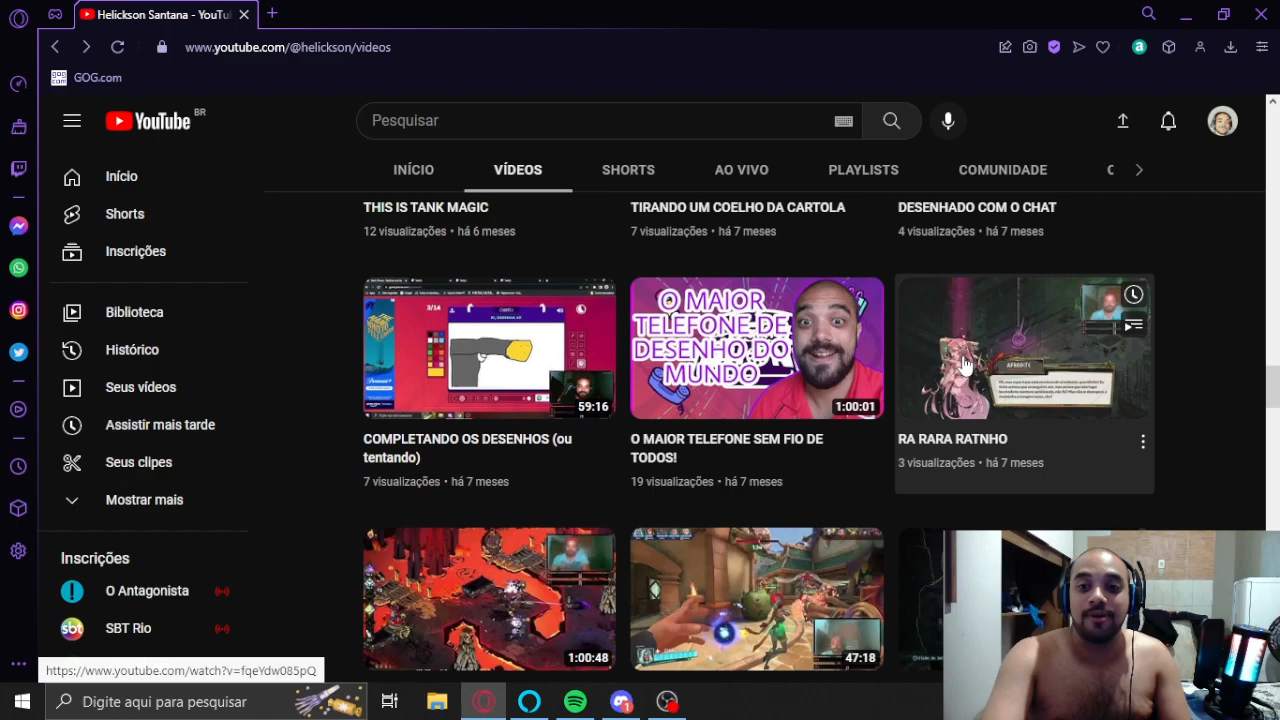 Helickson Santana - YouTu
www.youtube.com/@helickson/videos
GOG.com
YouTube BR
Pesquisar
INÍCIO
VÍDEOS
SHORTS
AO VIVO
PLAYLISTS
COMUNIDADE
C
Início
Shorts
Inscrições
Biblioteca
Histórico
Seus vídeos
Assistir mais tarde
Seus clipes
Mostrar mais
Inscrições
O Antagonista
SBT Rio
THIS IS TANK MAGIC
12 visualizações • há 6 meses
TIRANDO UM COELHO DA CARTOLA
7 visualizações • há 7 meses
DESENHADO COM O CHAT
4 visualizações • há 7 meses
3/14
59:16
COMPLETANDO OS DESENHOS (ou
tentando)
7 visualizações • há 7 meses
O MAIOR
TELEFONE DE
DESENHO DO
MUNDO
1:00:01
O MAIOR TELEFONE SEM FIO DE
TODOS!
19 visualizações • há 7 meses
AFRODITE
RA RARA RATNHO
3 visualizações • há 7 meses
1:00:48
47:18
https://www.youtube.com/watch?v=fqeYdw085pQ
Digite aqui para pesquisar